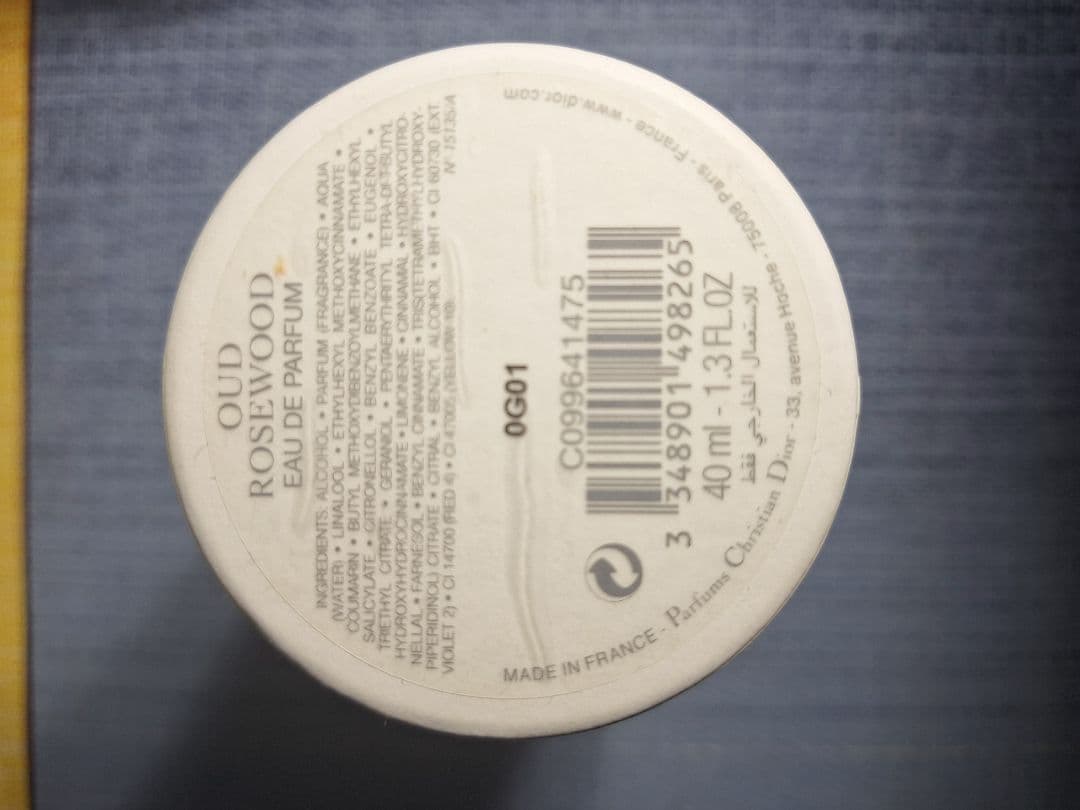 OUD
ROSEWOOD
EAU DE PARFUM
INGREDIENTS: ALCOHOL • PARFUM (FRAGRANCE) • AQUA
(WATER) • LINALOOL • ETHYLHEXYL METHOXYCINNAMATE •
COUMARIN • BUTYL METHOXYDIBENZOYLMETHANE • ETHYLHEXYL
SALICYLATE • CITRONELLOL • BENZYL BENZOATE • EUGENOL •
TRIETHYL CITRATE • GERANIOL • PENTAERYTHRITYL TETRA-DI-T-BUTYL
HYDROXYHYDROCINNAMATE • LIMONENE • CINNAMAL • HYDROXYCITRO-
NELLAL • FARNESOL • BENZYL CINNAMATE • TRIS(TETRAMETHYLHYDROXY-
PIPERIDINOL) CITRATE • CITRAL • BENZYL ALCOHOL • BHT • CI 60730 (EXT.
VIOLET 2) • CI 14700 (RED 4) • CI 47005 (YELLOW 10) N° 15135/A
0G01
C099641475
3 348901 498265
40 ml - 1.3 FL.OZ
للاستعمال الخارجي فقط
MADE IN FRANCE - Parfums Christian Dior - 33, avenue Hoche - 75008 Paris - France - www.dior.com